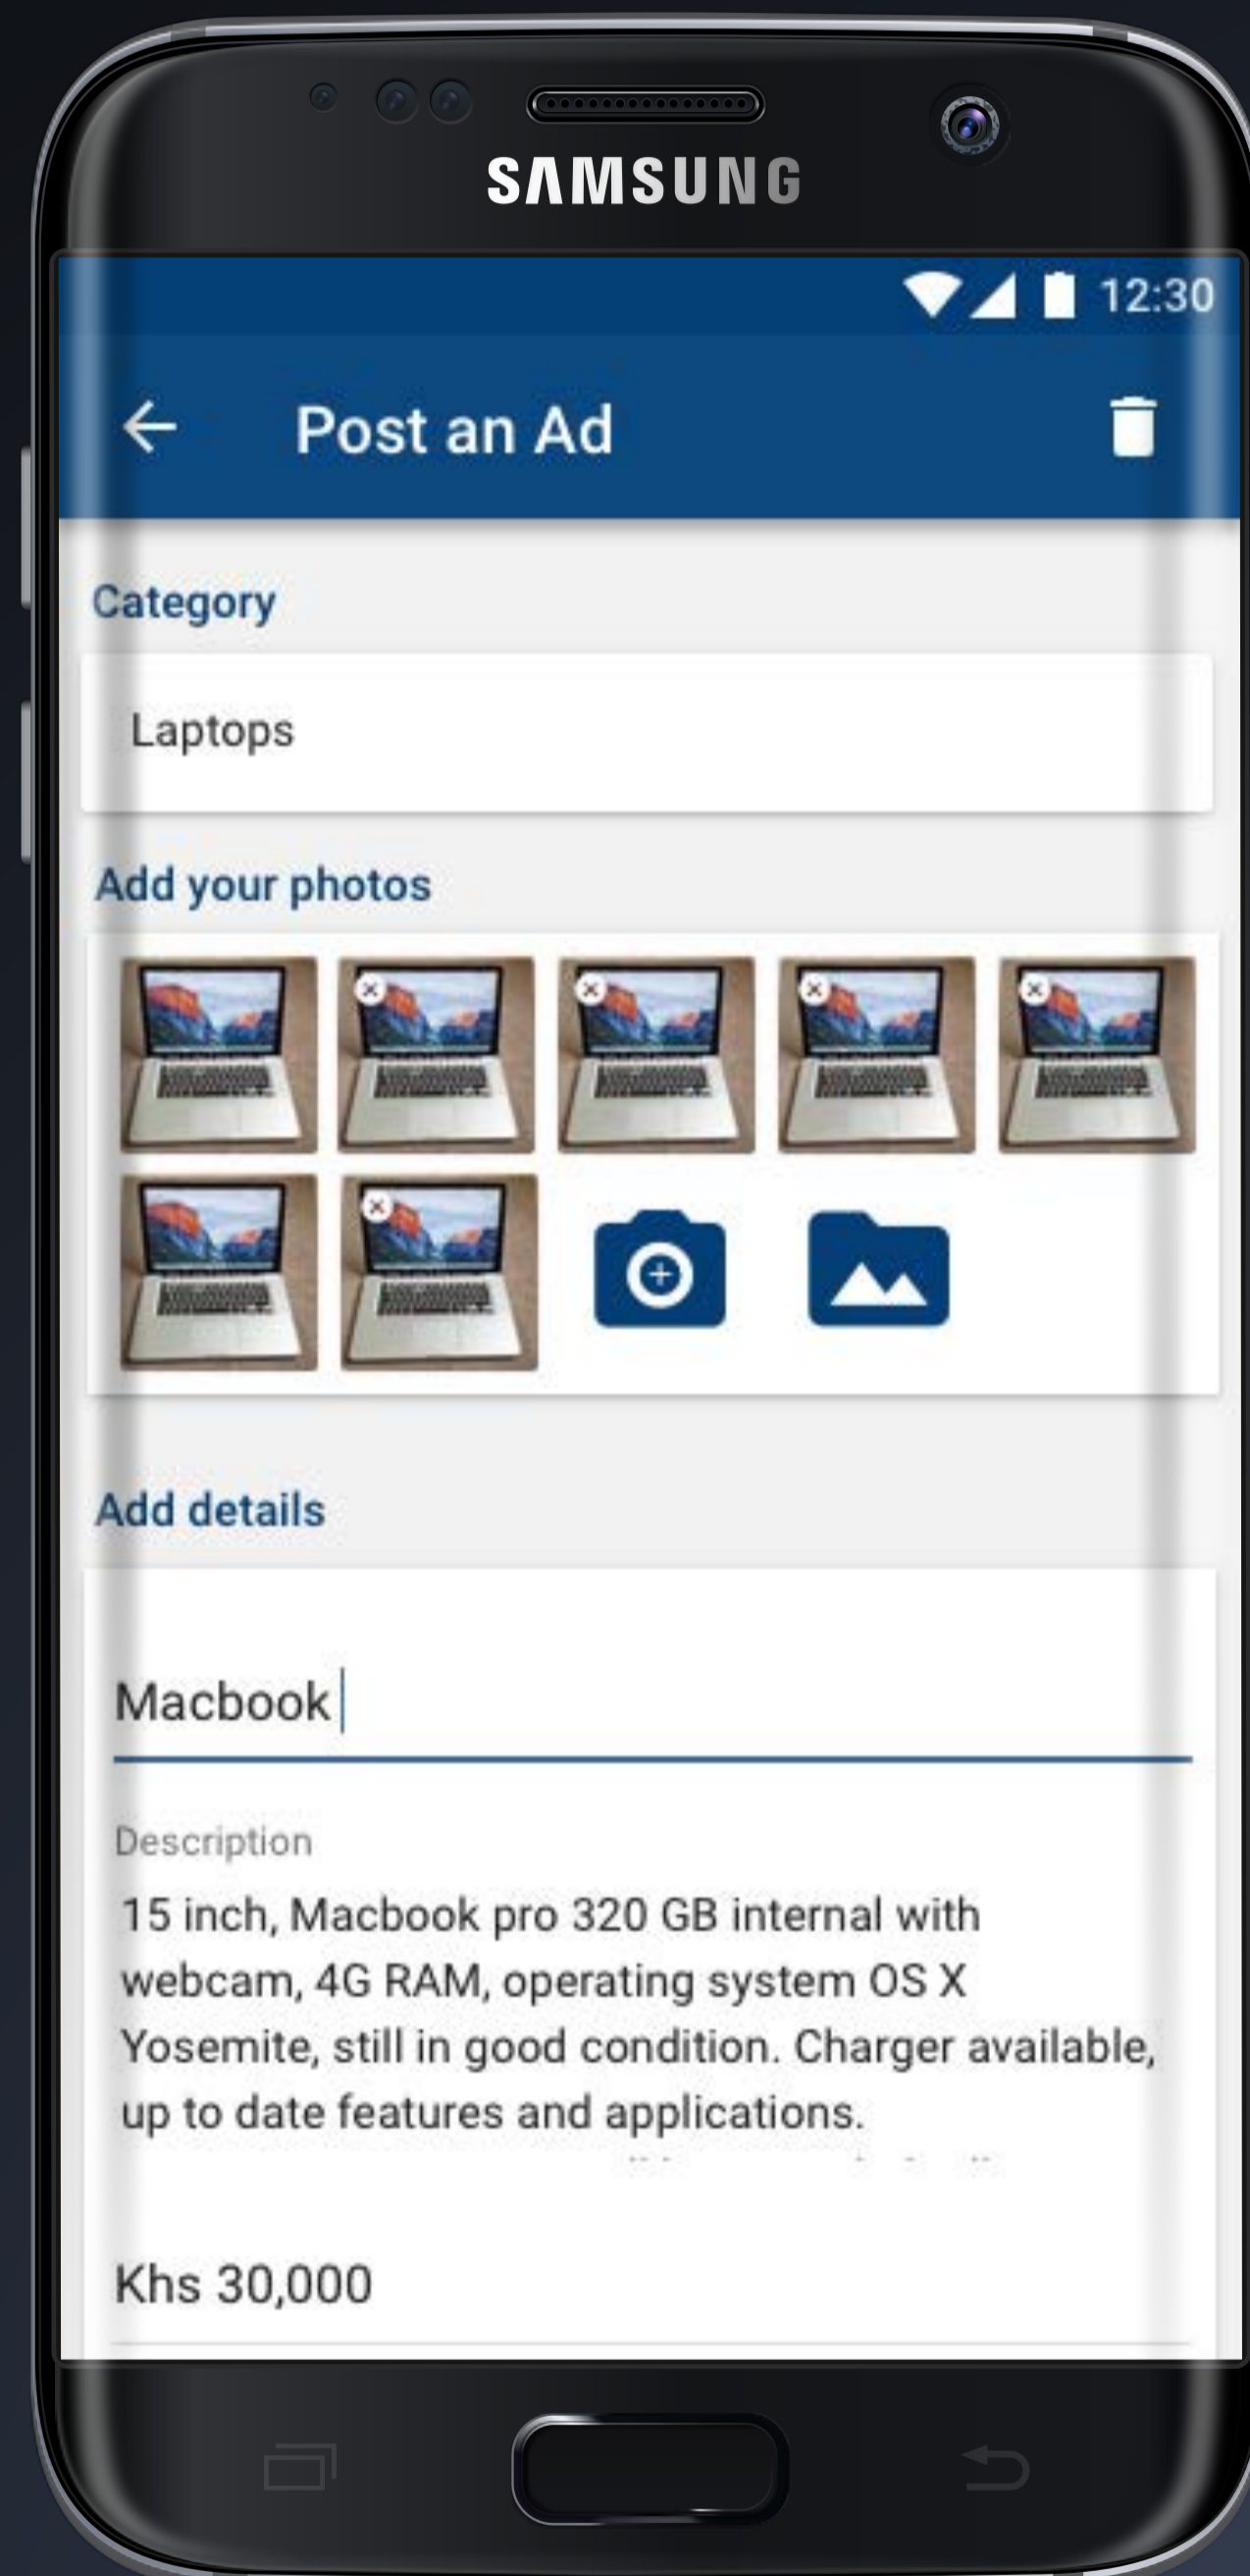 SAMSUNG
12:30
Post an Ad
Category
Laptops
Add your photos
Add details
Macbook
Description
15 inch, Macbook pro 320 GB internal with
webcam, 4G RAM, operating system OS X
Yosemite, still in good condition. Charger available,
up to date features and applications.
Khs 30,000